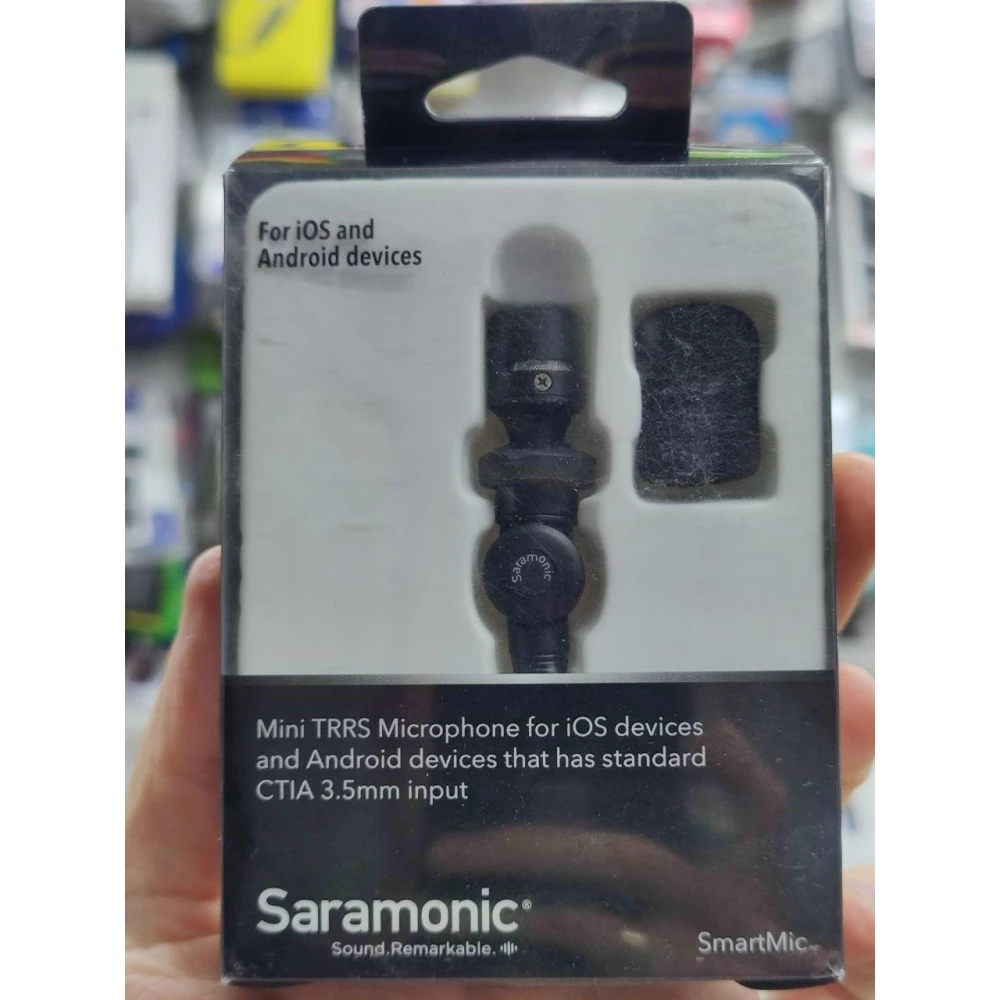 For iOS and
Android devices
Saramonic
Mini TRRS Microphone for iOS devices
and Android devices that has standard
CTIA 3.5mm input
Saramonic®
Sound.Remarkable.
SmartMic